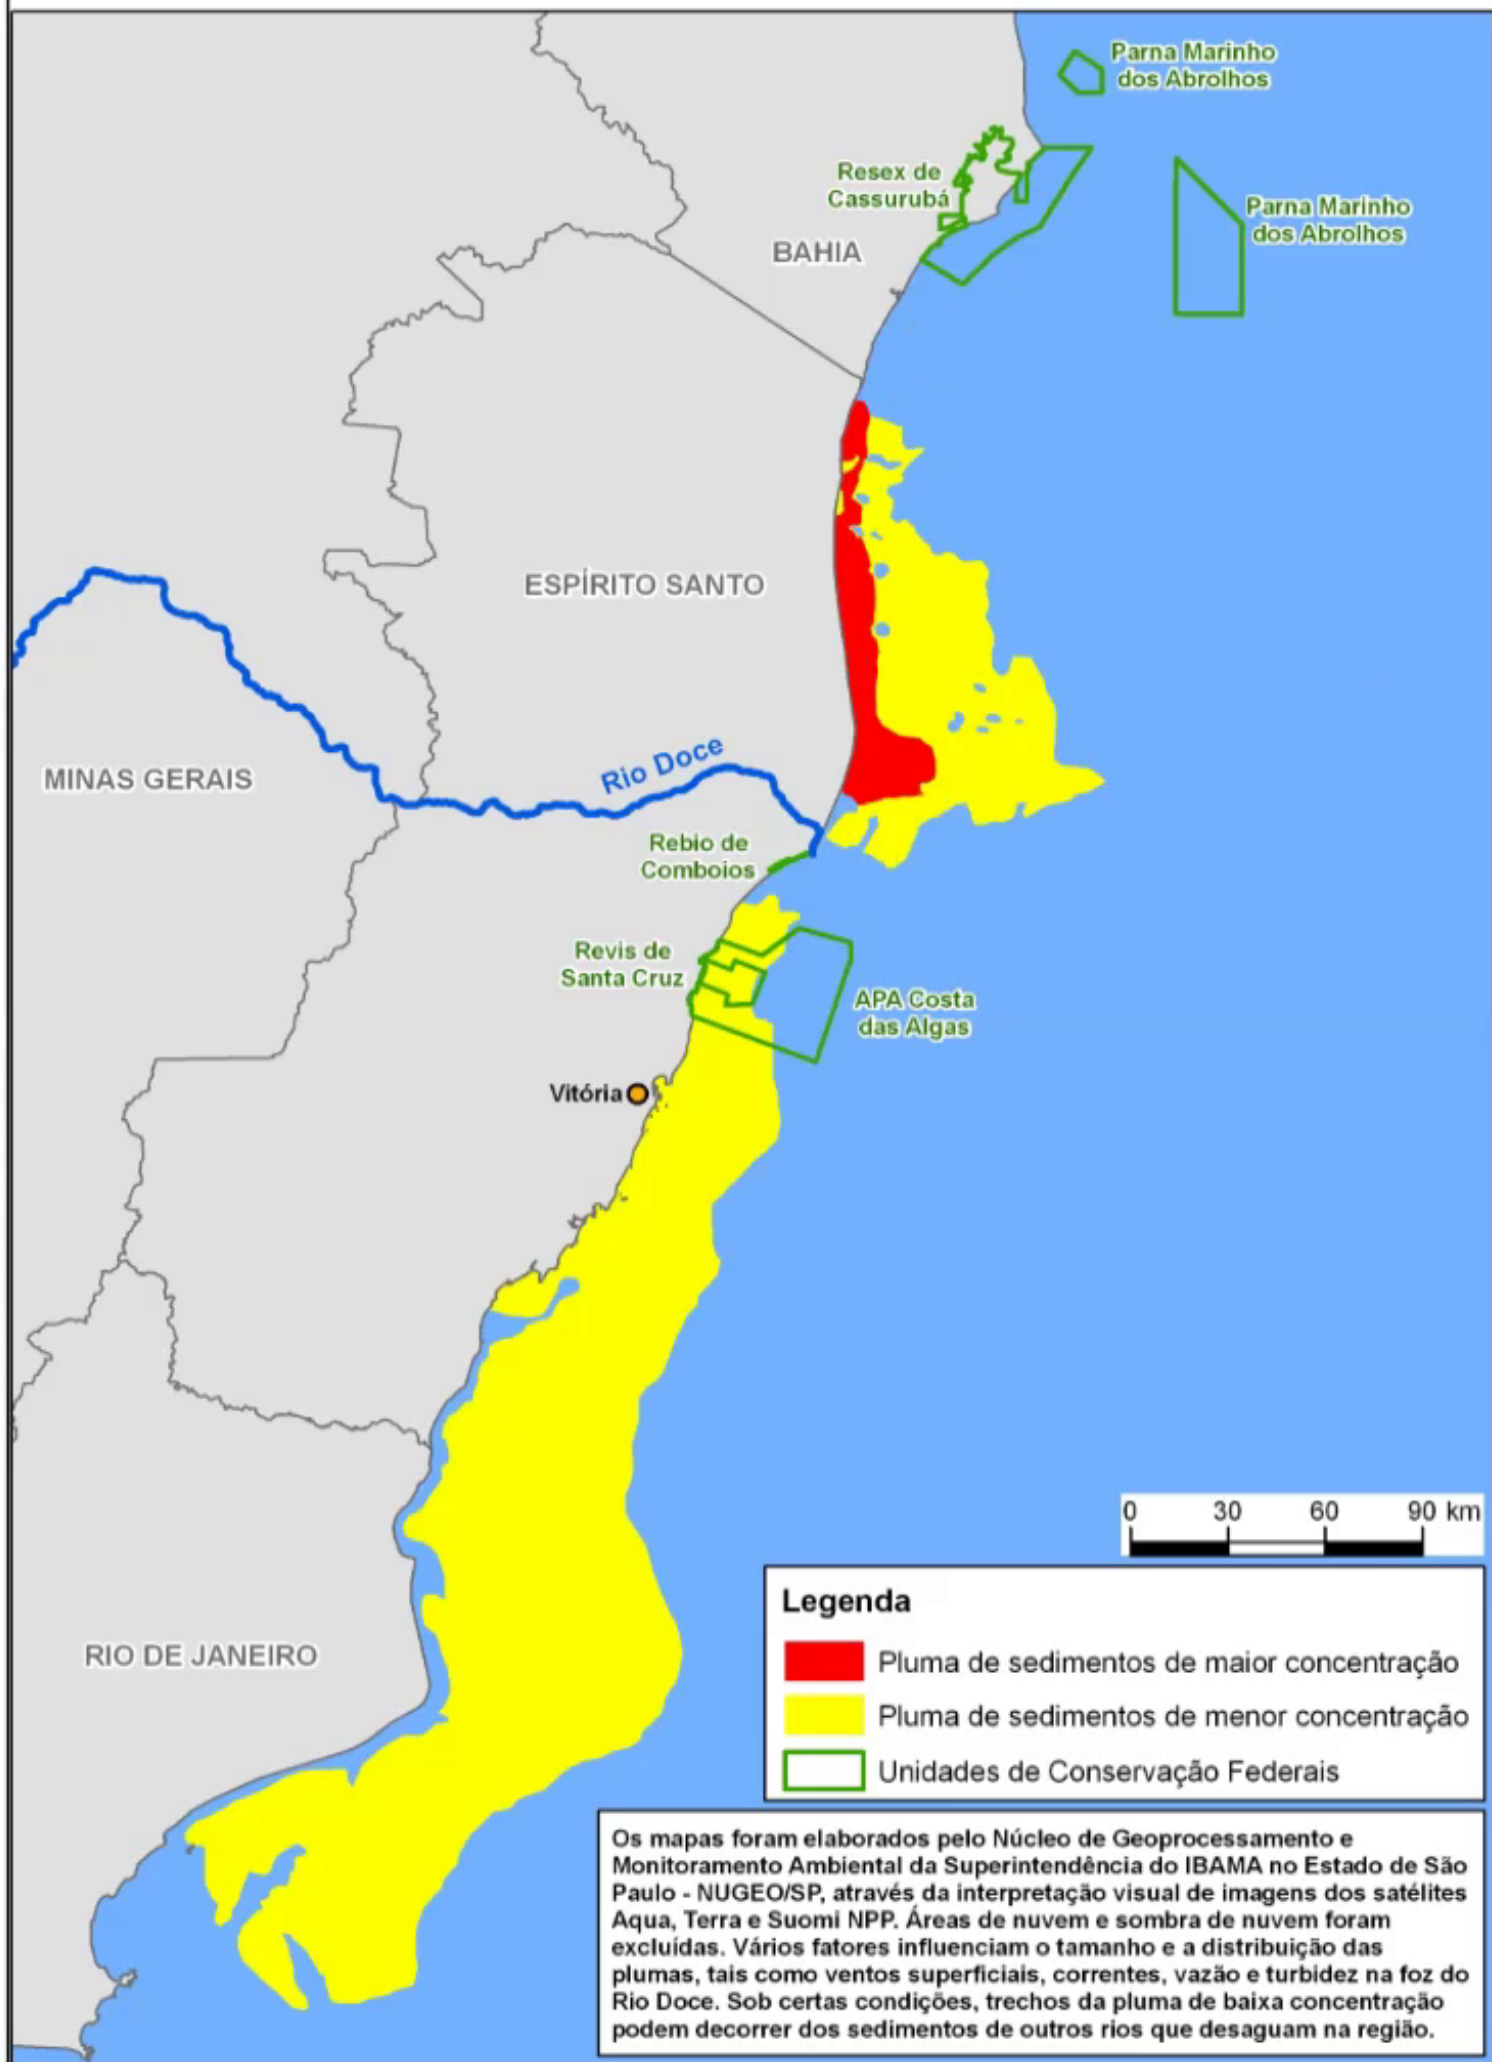 Parna Marinho
dos Abrolhos
Resex de
Cassurubá
Parna Marinho
dos Abrolhos
BAHIA
ESPÍRITO SANTO
Rio Doce
MINAS GERAIS
Rebio de
Comboios
Revis de
Santa Cruz
APA Costa
das Algas
Vitória
0 30 60 90 km
Legenda
Pluma de sedimentos de maior concentração
Pluma de sedimentos de menor concentração
Unidades de Conservação Federais
RIO DE JANEIRO
Os mapas foram elaborados pelo Núcleo de Geoprocessamento e
Monitoramento Ambiental da Superintendência do IBAMA no Estado de São
Paulo - NUGEO/SP, através da interpretação visual de imagens dos satélites
Aqua, Terra e Suomi NPP. Áreas de nuvem e sombra de nuvem foram
excluídas. Vários fatores influenciam o tamanho e a distribuição das
plumas, tais como ventos superficiais, correntes, vazão e turbidez na foz do
Rio Doce. Sob certas condições, trechos da pluma de baixa concentração
podem decorrer dos sedimentos de outros rios que desaguam na região.